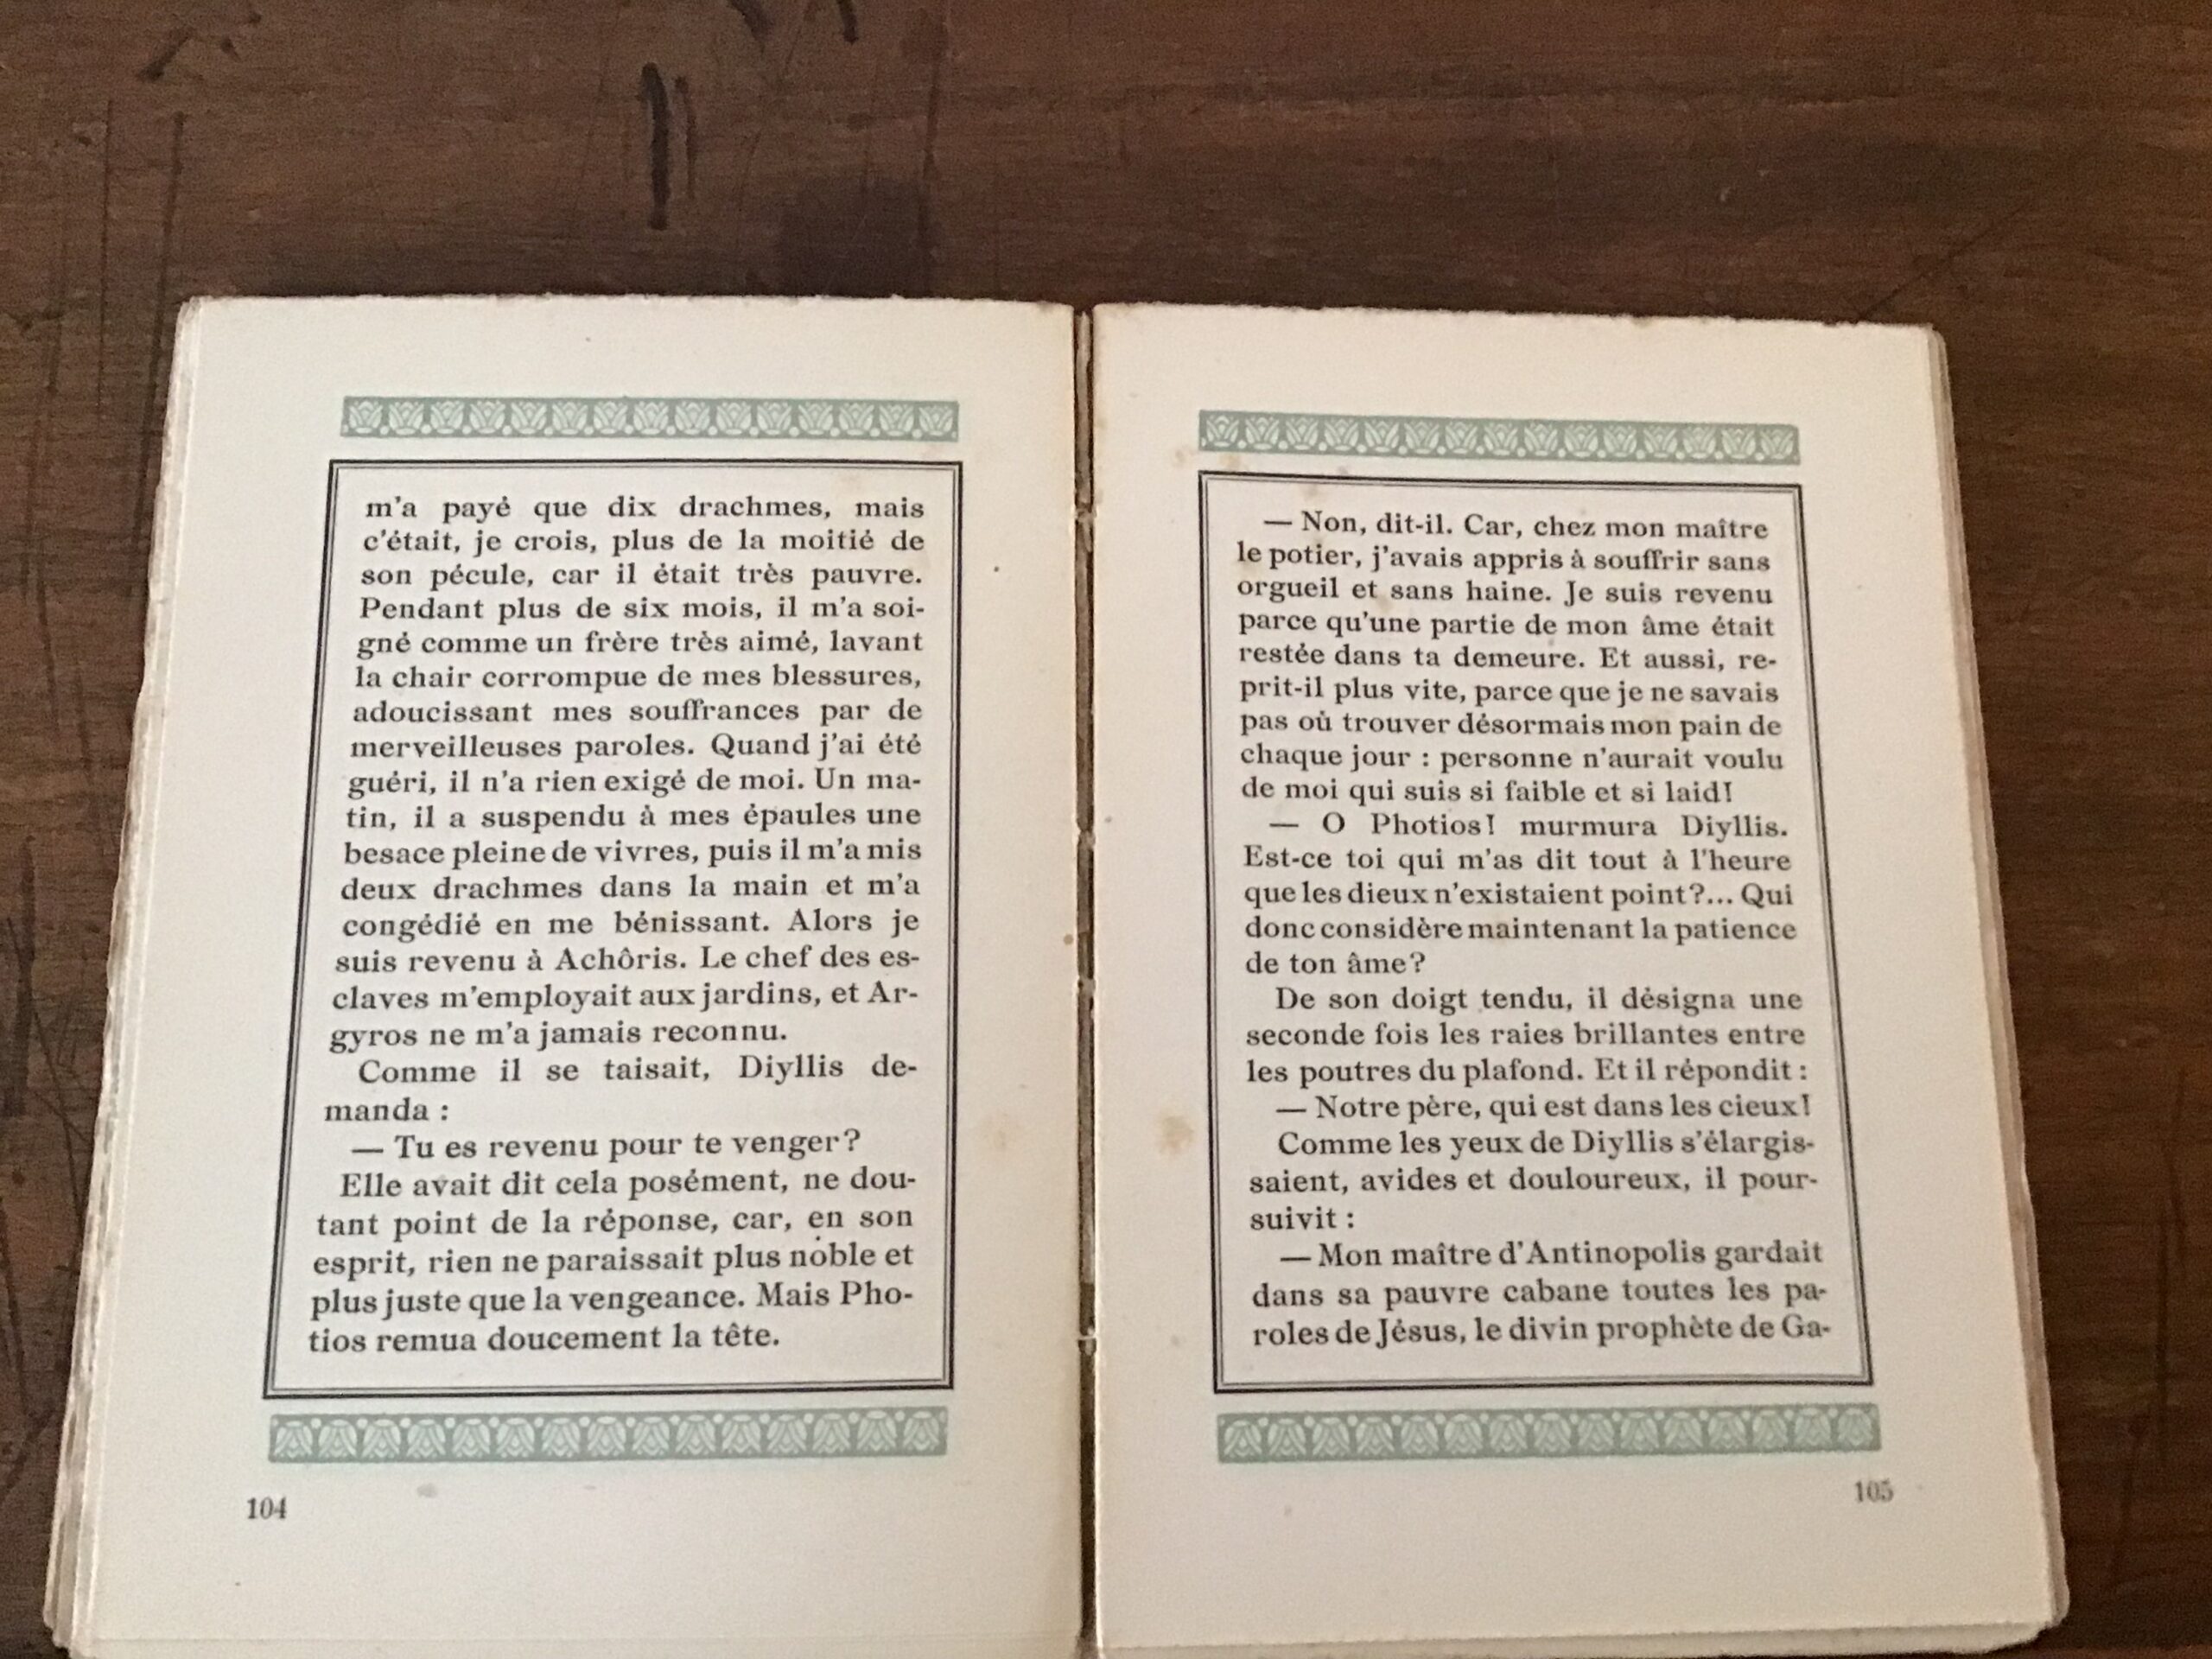 m'a payé que dix drachmes, mais
c'était, je crois, plus de la moitié de
son pécule, car il était très pauvre.
Pendant plus de six mois, il m'a soi-
gné comme un frère très aimé, lavant
la chair corrompue de mes blessures,
adoucissant mes souffrances par de
merveilleuses paroles. Quand j'ai été
guéri, il n'a rien exigé de moi. Un ma-
tin, il a suspendu à mes épaules une
besace pleine de vivres, puis il m'a mis
deux drachmes dans la main et m'a
congédié en me bénissant. Alors je
suis revenu à Achôris. Le chef des es-
claves m'employait aux jardins, et Ar-
gyros ne m'a jamais reconnu.
Comme il se taisait, Diyllis de-
manda :
— Tu es revenu pour te venger?
Elle avait dit cela posément, ne dou-
tant point de la réponse, car, en son
esprit, rien ne paraissait plus noble et
plus juste que la vengeance. Mais Pho-
tios remua doucement la tête.
104
— Non, dit-il. Car, chez mon maître
le potier, j'avais appris à souffrir sans
orgueil et sans haine. Je suis revenu
parce qu'une partie de mon âme était
restée dans ta demeure. Et aussi, re-
prit-il plus vite, parce que je ne savais
pas où trouver désormais mon pain de
chaque jour : personne n'aurait voulu
de moi qui suis si faible et si laid!
— O Photios! murmura Diyllis.
Est-ce toi qui m'as dit tout à l'heure
que les dieux n'existaient point?... Qui
donc considère maintenant la patience
de ton âme?
De son doigt tendu, il désigna une
seconde fois les raies brillantes entre
les poutres du plafond. Et il répondit :
— Notre père, qui est dans les cieux!
Comme les yeux de Diyllis s'élargis-
saient, avides et douloureux, il pour-
suivit :
— Mon maître d'Antinopolis gardait
dans sa pauvre cabane toutes les pa-
roles de Jésus, le divin prophète de Ga-
105